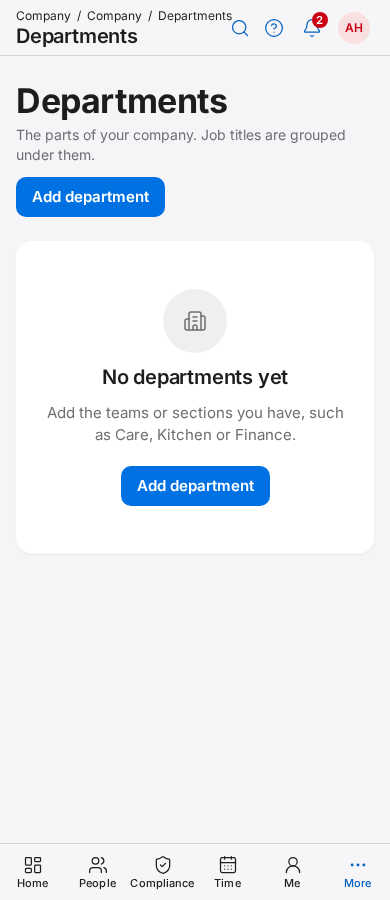 Company / Company / Departments
Departments
2
AH
Departments
The parts of your company. Job titles are grouped
under them.
Add department
No departments yet
Add the teams or sections you have, such
as Care, Kitchen or Finance.
Add department
Home
People
Compliance
Time
Me
More